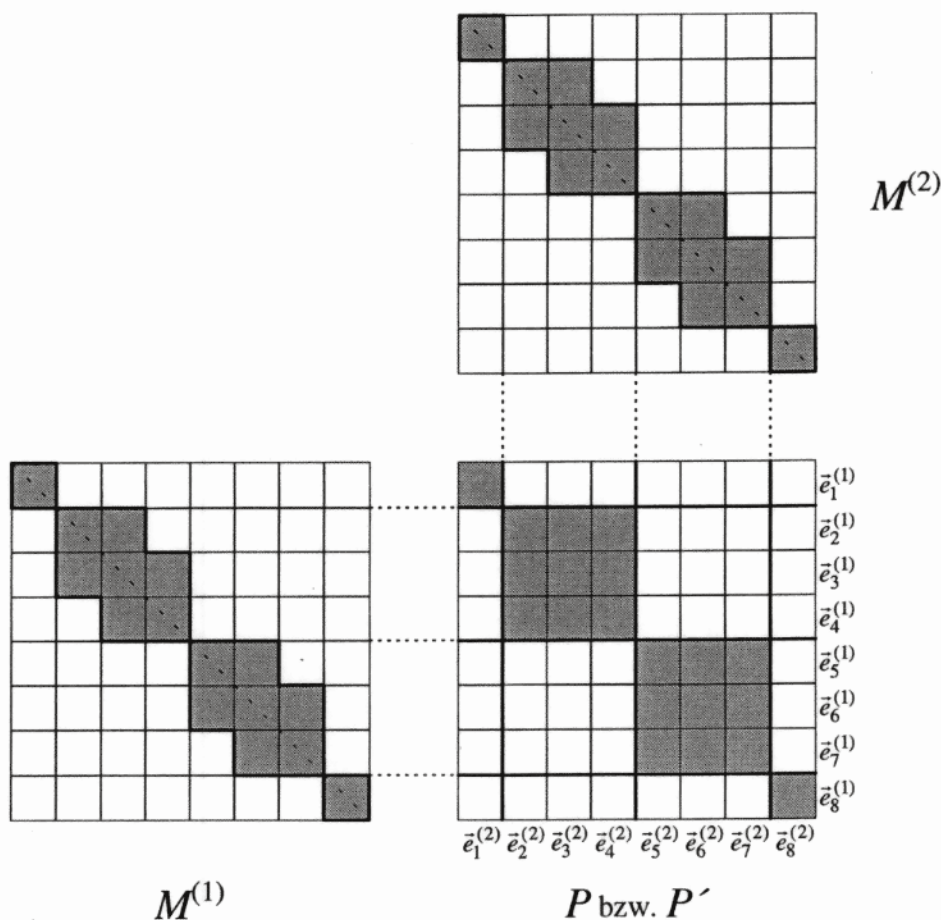 M^(2)
e⃗_1^(1)
e⃗_2^(1)
e⃗_3^(1)
e⃗_4^(1)
e⃗_5^(1)
e⃗_6^(1)
e⃗_7^(1)
e⃗_8^(1)
e⃗_1^(2) e⃗_2^(2) e⃗_3^(2) e⃗_4^(2) e⃗_5^(2) e⃗_6^(2) e⃗_7^(2) e⃗_8^(2)
M^(1) P bzw. P′